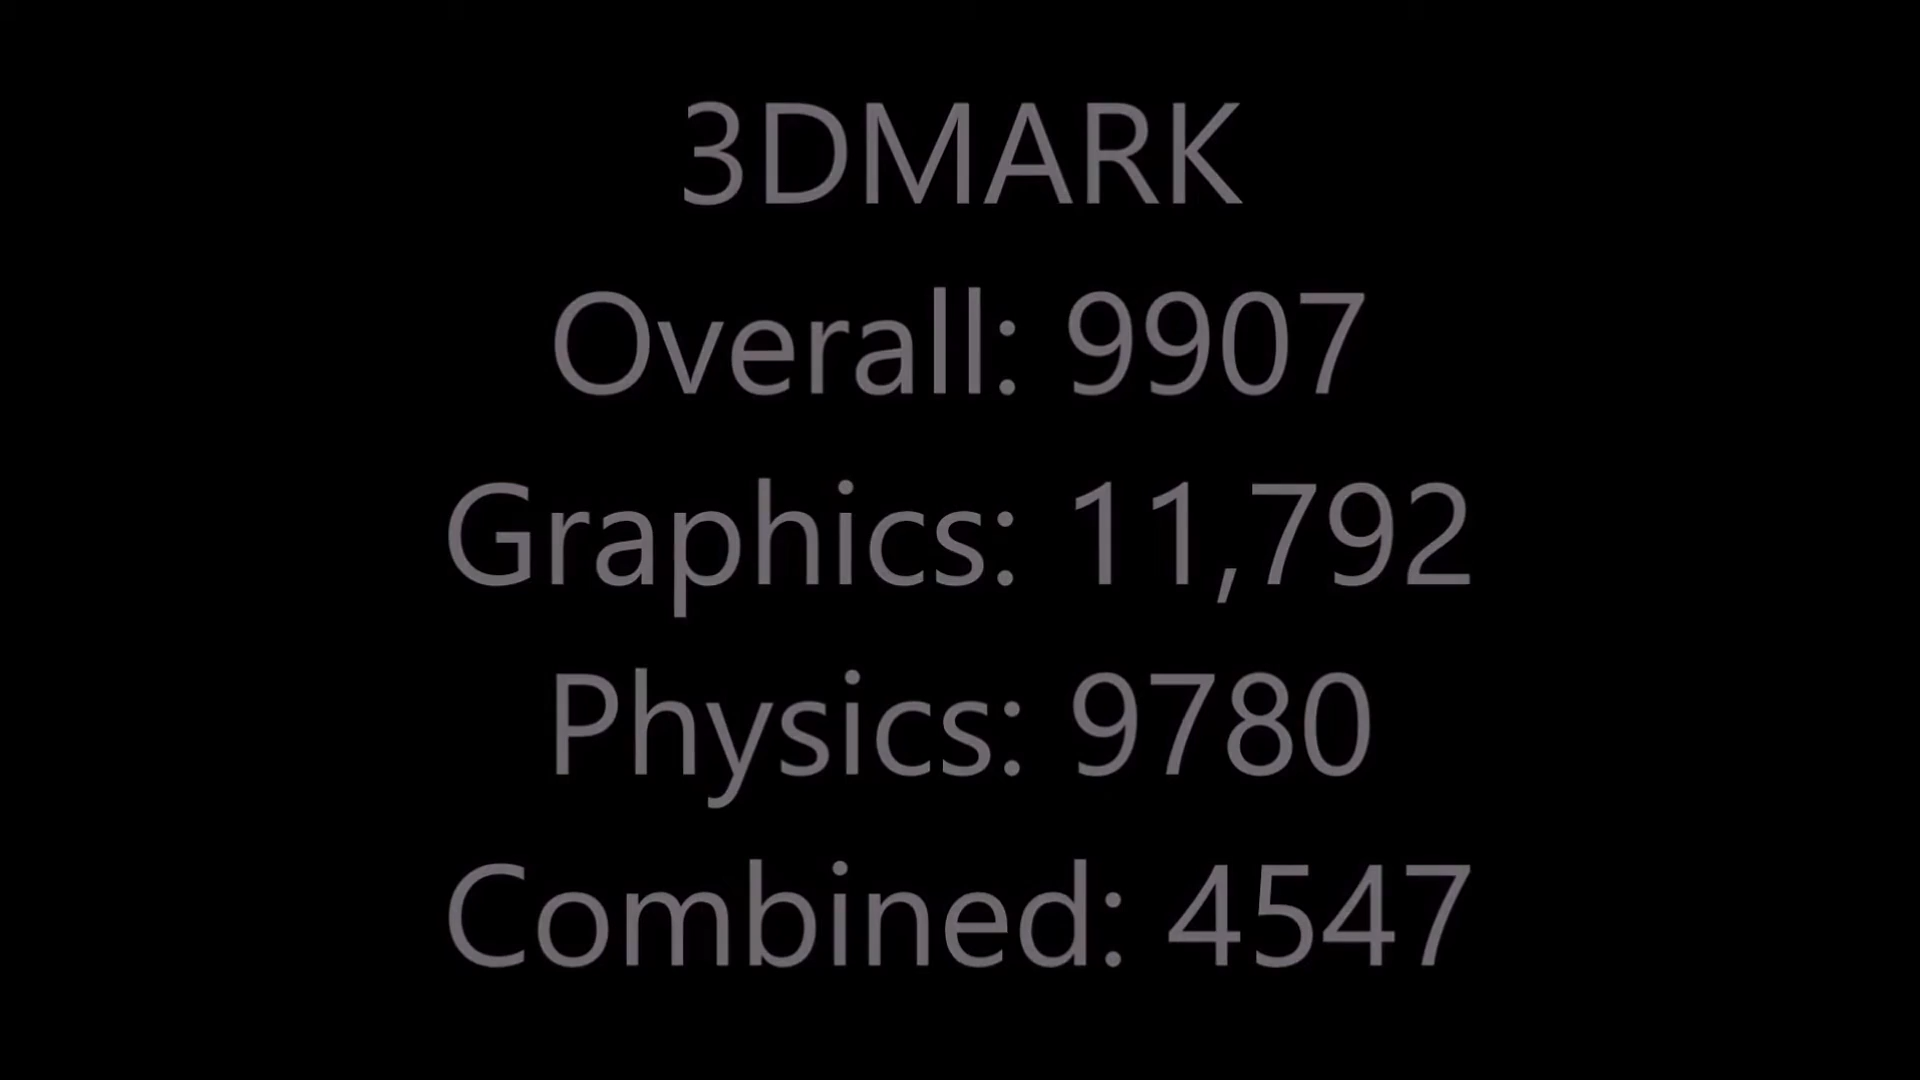 3DMARK
Overall: 9907
Graphics: 11,792
Physics: 9780
Combined: 4547